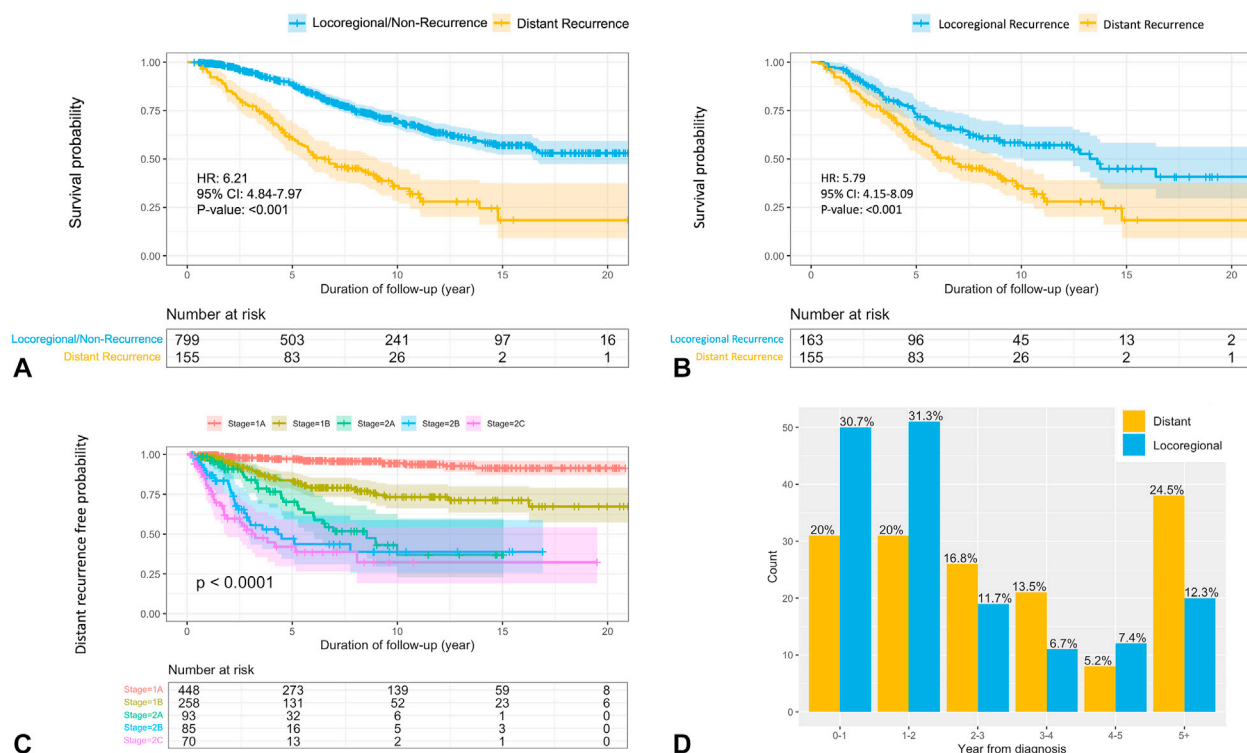 Locoregional/Non-Recurrence Distant Recurrence
1.00
0.75
0.50
0.25
0.00
Survival probability
HR: 6.21
95% CI: 4.84-7.97
P-value: <0.001
0 5 10 15 20
Duration of follow-up (year)
Number at risk
Locoregional/Non-Recurrence 799 503 241 97 16
Distant Recurrence 155 83 26 2 1
A
Locoregional Recurrence Distant Recurrence
1.00
0.75
0.50
0.25
0.00
Survival probability
HR: 5.79
95% CI: 4.15-8.09
P-value: <0.001
0 5 10 15 20
Duration of follow-up (year)
Number at risk
Locoregional Recurrence 163 96 45 13 2
Distant Recurrence 155 83 26 2 1
B
Stage=1A Stage=1B Stage=2A Stage=2B Stage=2C
1.00
0.75
0.50
0.25
0.00
Distant recurrence free probability
p < 0.0001
0 5 10 15 20
Duration of follow-up (year)
Number at risk
Stage=1A 448 273 139 59 8
Stage=1B 258 131 52 23 6
Stage=2A 93 32 6 1 0
Stage=2B 85 16 5 3 0
Stage=2C 70 13 2 1 0
C
Distant
Locoregional
50
40
30
20
10
0
Count
20% 30.7%
20% 31.3%
16.8% 11.7%
13.5% 6.7%
5.2% 7.4%
24.5% 12.3%
0-1 1-2 2-3 3-4 4-5 5+
Year from diagnosis
D